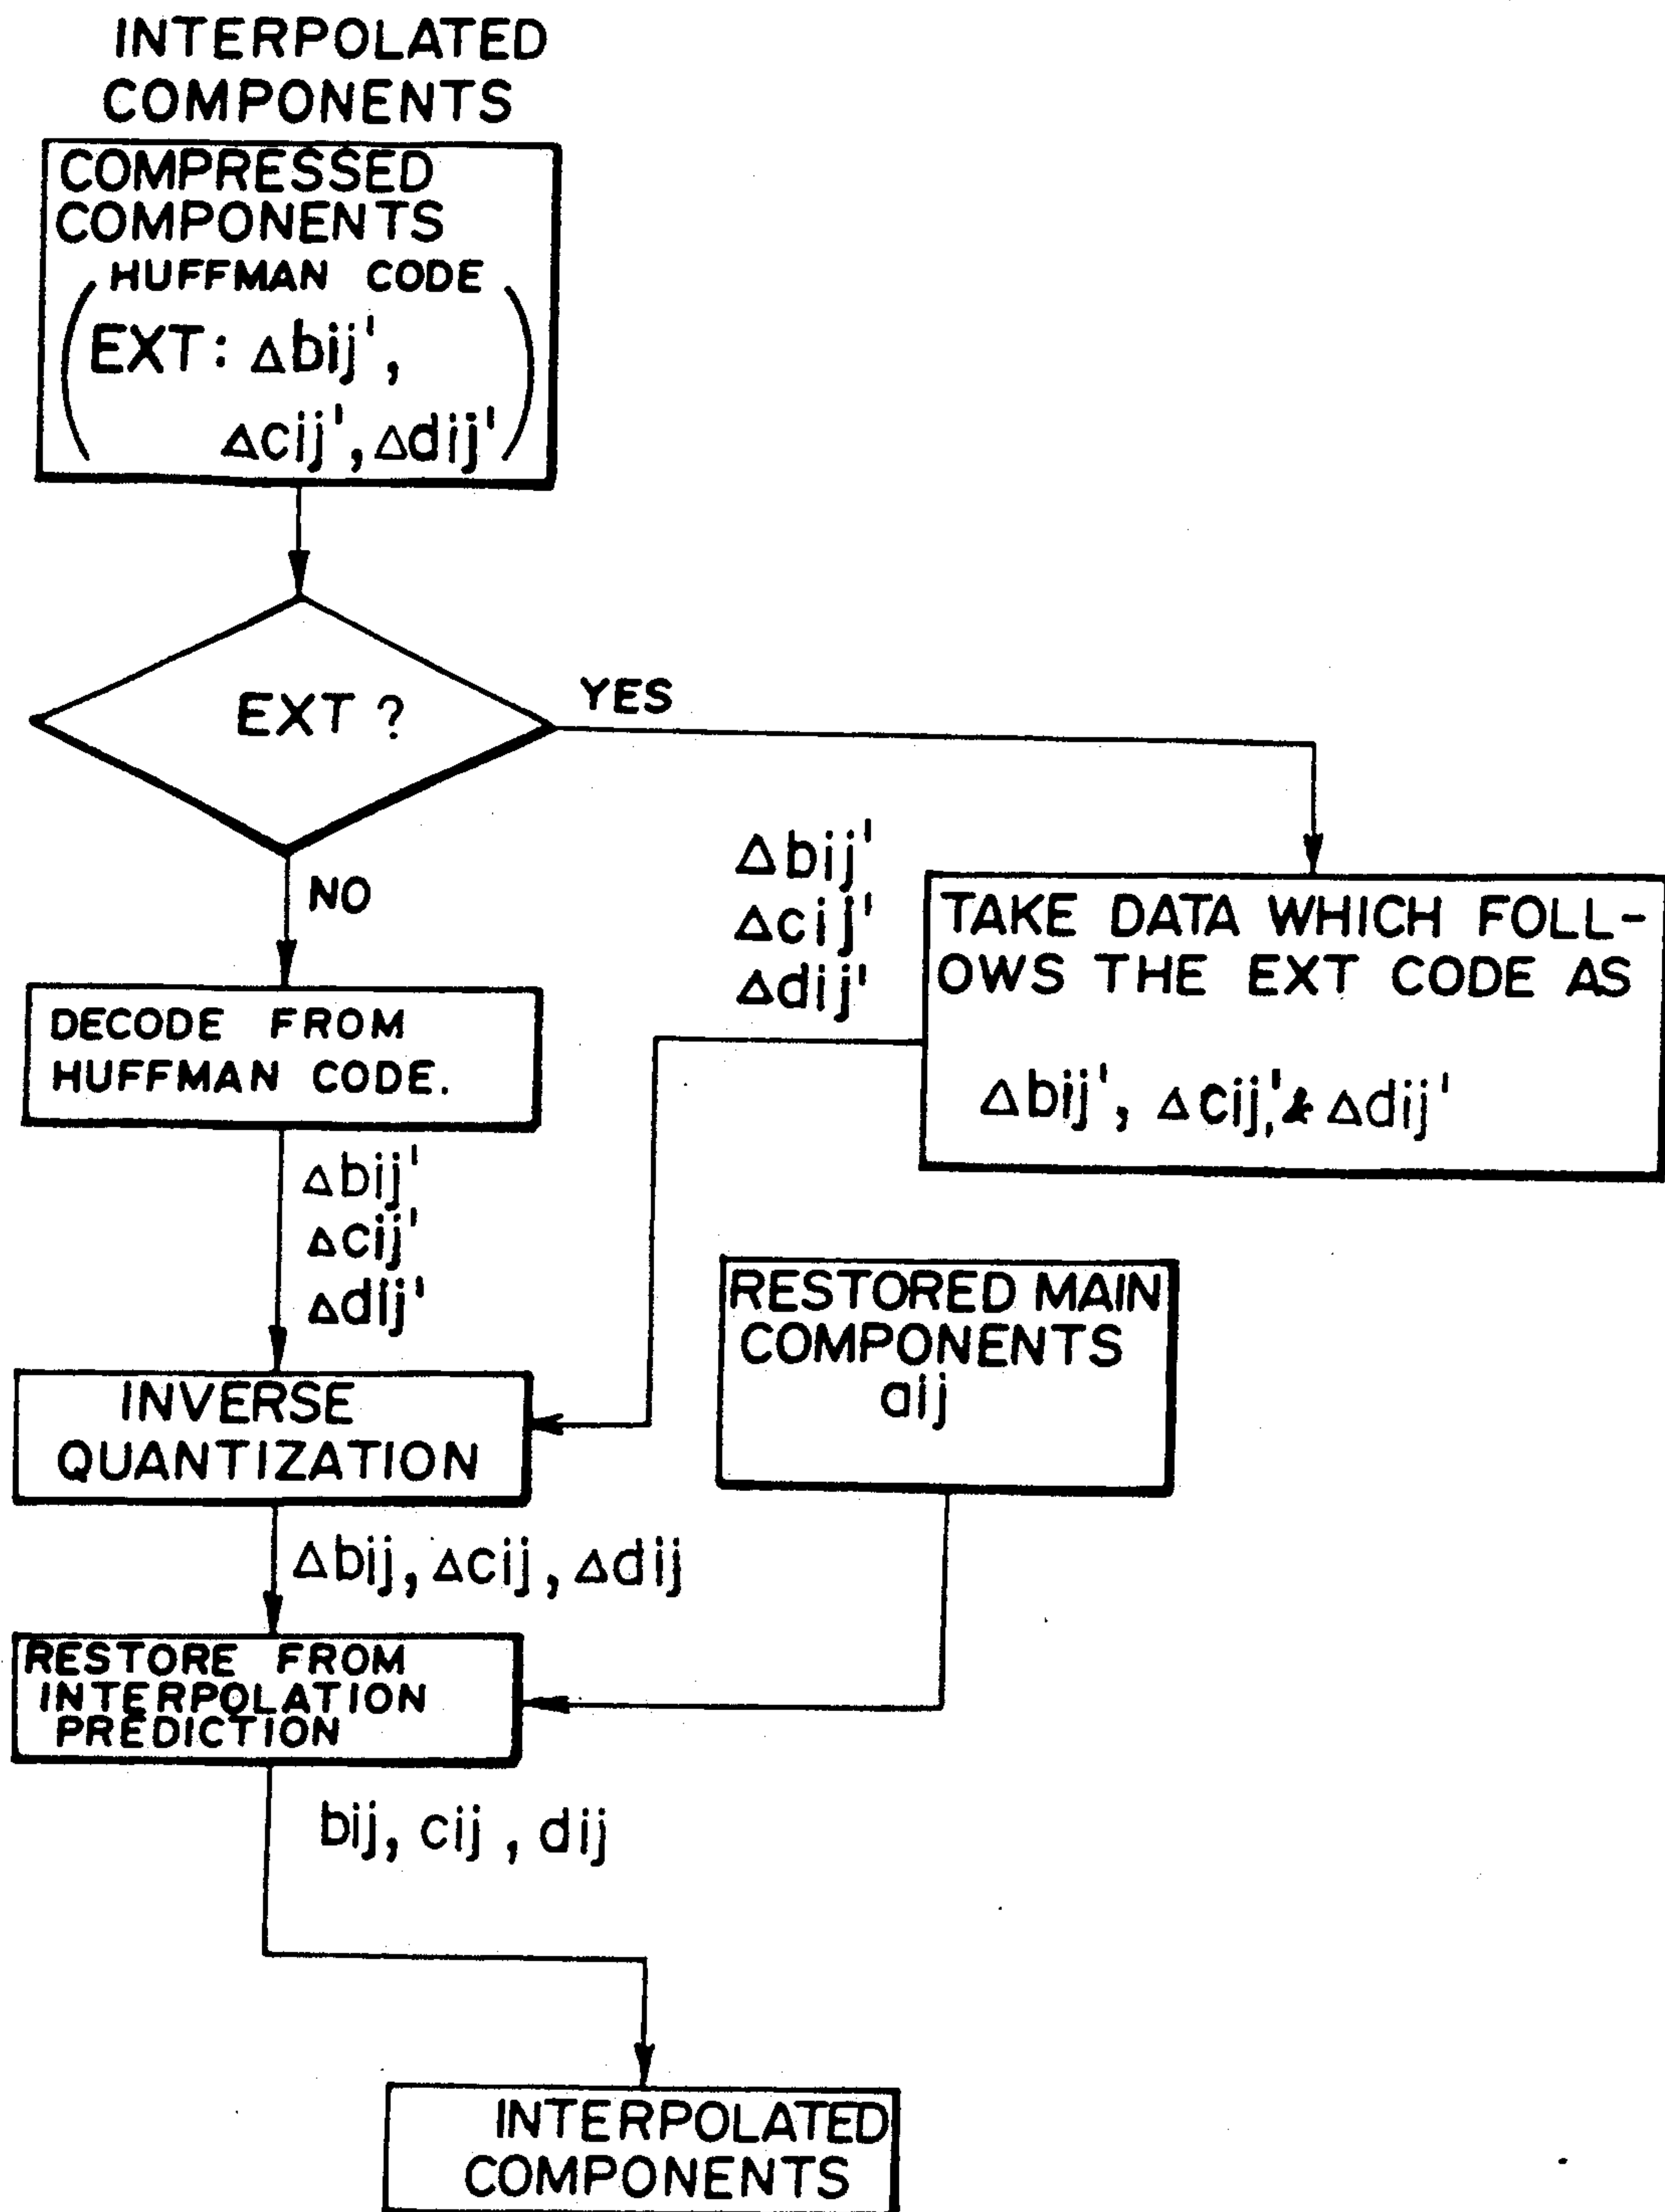 INTERPOLATED
COMPONENTS
COMPRESSED
COMPONENTS
HUFFMAN CODE
(EXT: Δbij',
Δcij', Δdij')
EXT ?
YES
NO
Δbij'
Δcij'
Δdij'
TAKE DATA WHICH FOLL-
OWS THE EXT CODE AS
Δbij', Δcij,' & Δdij'
DECODE FROM
HUFFMAN CODE.
Δbij'
Δcij'
Δdij'
RESTORED MAIN
COMPONENTS
aij
INVERSE
QUANTIZATION
Δbij, Δcij, Δdij
RESTORE FROM
INTERPOLATION
PREDICTION
bij, cij, dij
INTERPOLATED
COMPONENTS